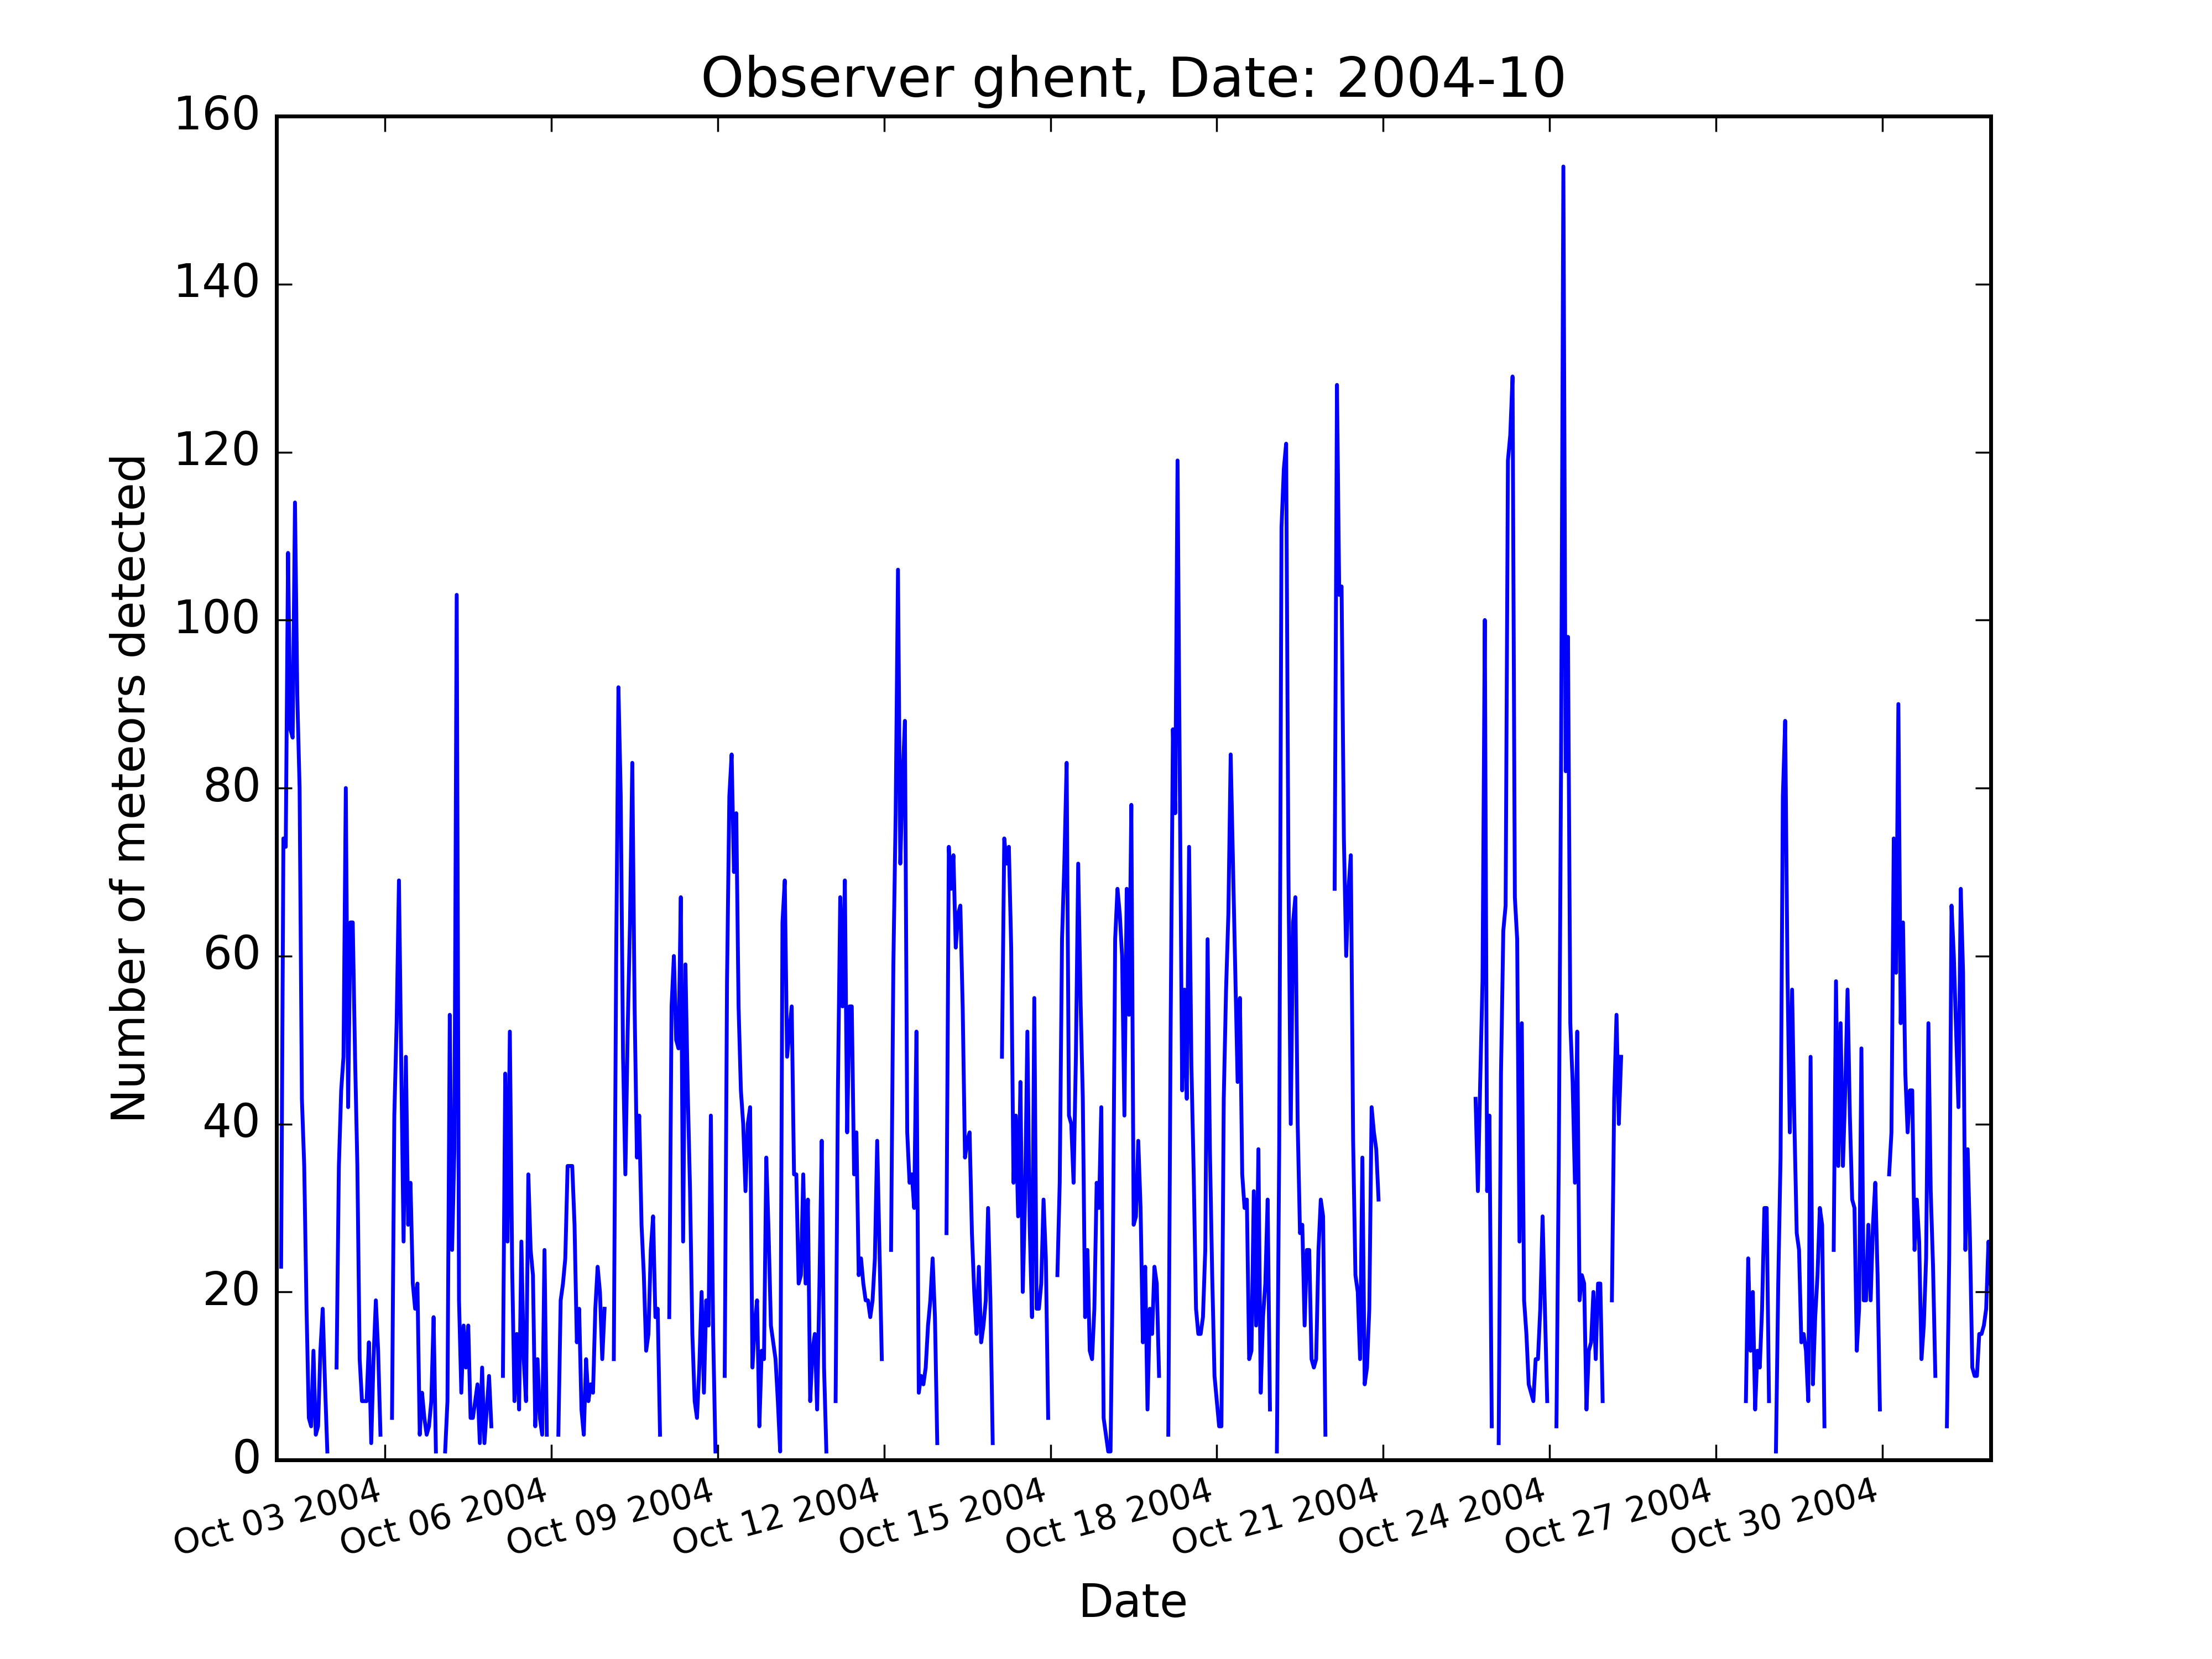 Observer ghent, Date: 2004-10
160
140
120
100
80
60
40
20
0
Number of meteors detected
Oct 03 2004
Oct 06 2004
Oct 09 2004
Oct 12 2004
Oct 15 2004
Oct 18 2004
Oct 21 2004
Oct 24 2004
Oct 27 2004
Oct 30 2004
Date